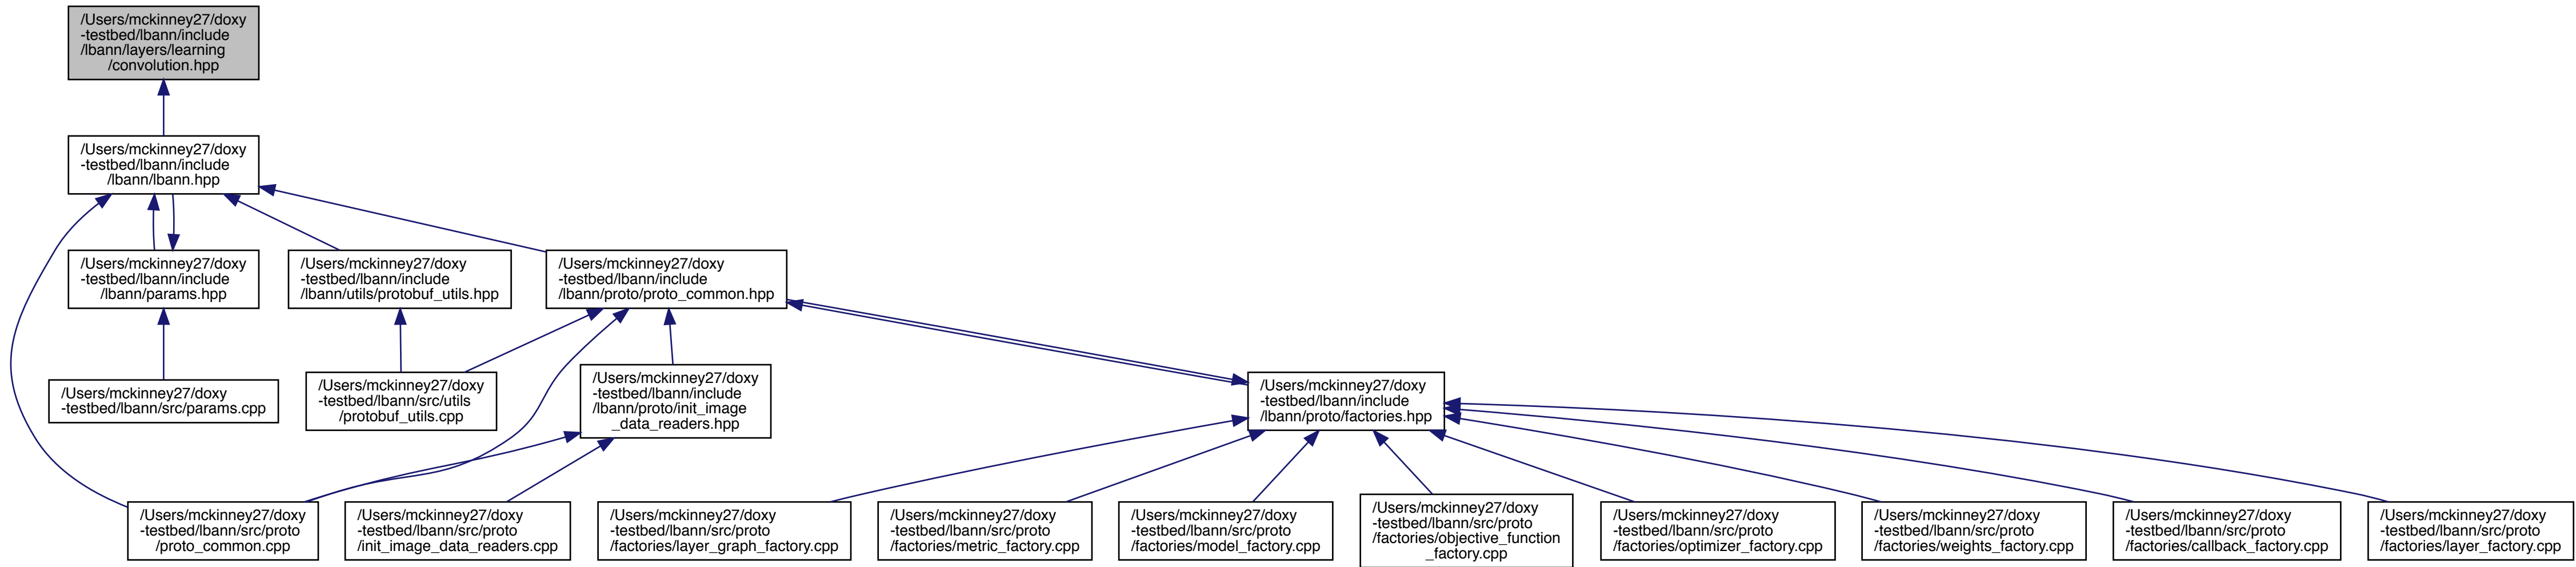 /Users/mckinney27/doxy
-testbed/lbann/include
/lbann/layers/learning
/convolution.hpp
/Users/mckinney27/doxy
-testbed/lbann/include
/lbann/lbann.hpp
/Users/mckinney27/doxy
-testbed/lbann/include
/lbann/params.hpp
/Users/mckinney27/doxy
-testbed/lbann/include
/lbann/utils/protobuf_utils.hpp
/Users/mckinney27/doxy
-testbed/lbann/include
/lbann/proto/proto_common.hpp
/Users/mckinney27/doxy
-testbed/lbann/src/params.cpp
/Users/mckinney27/doxy
-testbed/lbann/src/utils
/protobuf_utils.cpp
/Users/mckinney27/doxy
-testbed/lbann/include
/lbann/proto/init_image
_data_readers.hpp
/Users/mckinney27/doxy
-testbed/lbann/include
/lbann/proto/factories.hpp
/Users/mckinney27/doxy
-testbed/lbann/src/proto
/proto_common.cpp
/Users/mckinney27/doxy
-testbed/lbann/src/proto
/init_image_data_readers.cpp
/Users/mckinney27/doxy
-testbed/lbann/src/proto
/factories/layer_graph_factory.cpp
/Users/mckinney27/doxy
-testbed/lbann/src/proto
/factories/metric_factory.cpp
/Users/mckinney27/doxy
-testbed/lbann/src/proto
/factories/model_factory.cpp
/Users/mckinney27/doxy
-testbed/lbann/src/proto
/factories/objective_function
_factory.cpp
/Users/mckinney27/doxy
-testbed/lbann/src/proto
/factories/optimizer_factory.cpp
/Users/mckinney27/doxy
-testbed/lbann/src/proto
/factories/weights_factory.cpp
/Users/mckinney27/doxy
-testbed/lbann/src/proto
/factories/callback_factory.cpp
/Users/mckinney27/doxy
-testbed/lbann/src/proto
/factories/layer_factory.cpp